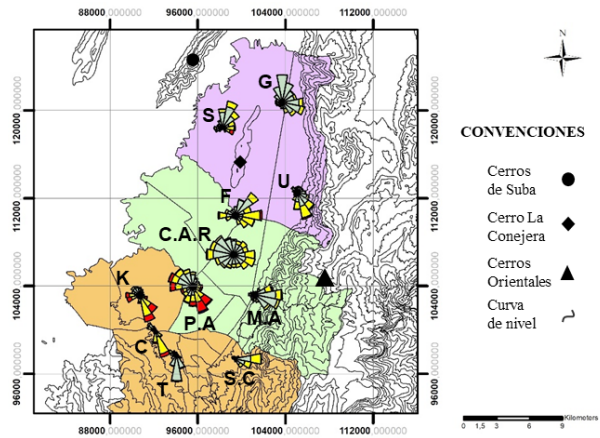 88000,000000 96000,000000 104000,000000 112000,000000
120000,000000
112000,000000
104000,000000
96000,000000
G
S
U
F
C.A.R
K
P.A
M.A
C
T
S.C
N
120000,000000
112000,000000
104000,000000
96000,000000
88000,000000 96000,000000 104000,000000 112000,000000
CONVENCIONES
Cerros
de Suba
Cerro La
Conejera
Cerros
Orientales
Curva
de nivel
Kilometers
0 1,5 3 6 9